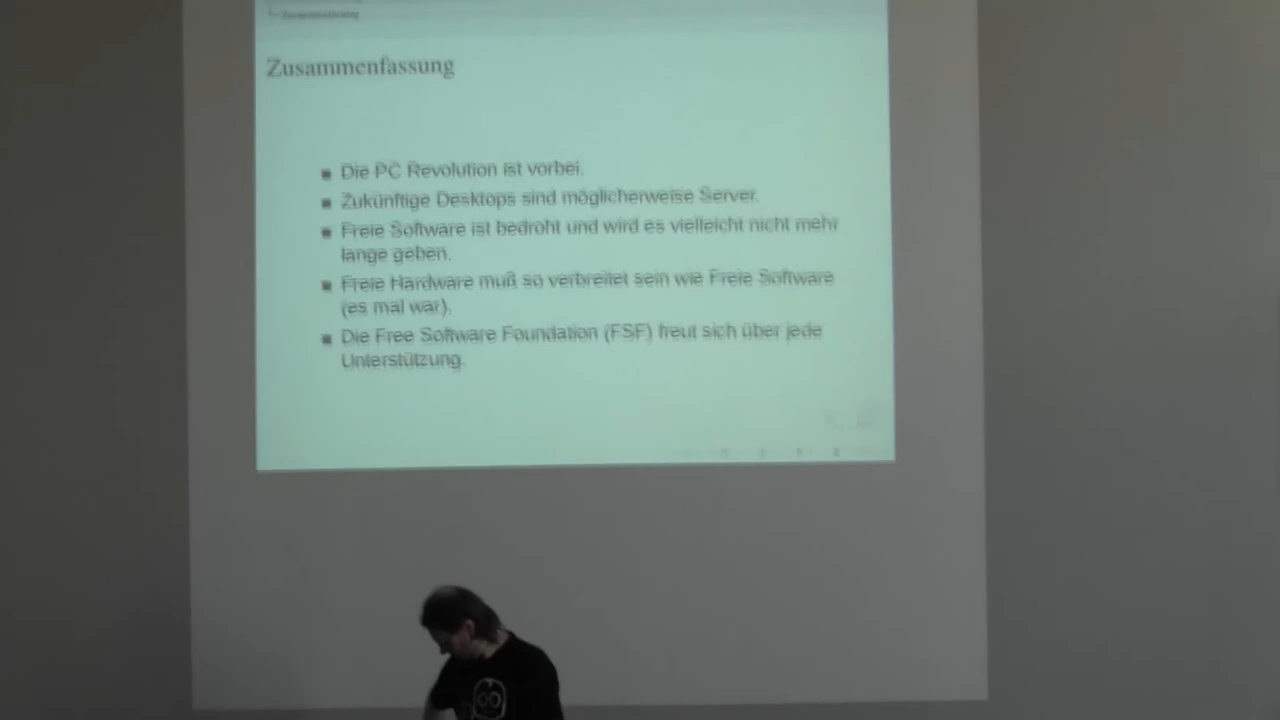 Zusammenfassung
Zusammenfassung
Die PC Revolution ist vorbei.
Zukünftige Desktops sind möglicherweise Server.
Freie Software ist bedroht und wird es vielleicht nicht mehr
lange geben.
Freie Hardware muß so verbreitet sein wie Freie Software
(es mal war).
Die Free Software Foundation (FSF) freut sich über jede
Unterstützung.